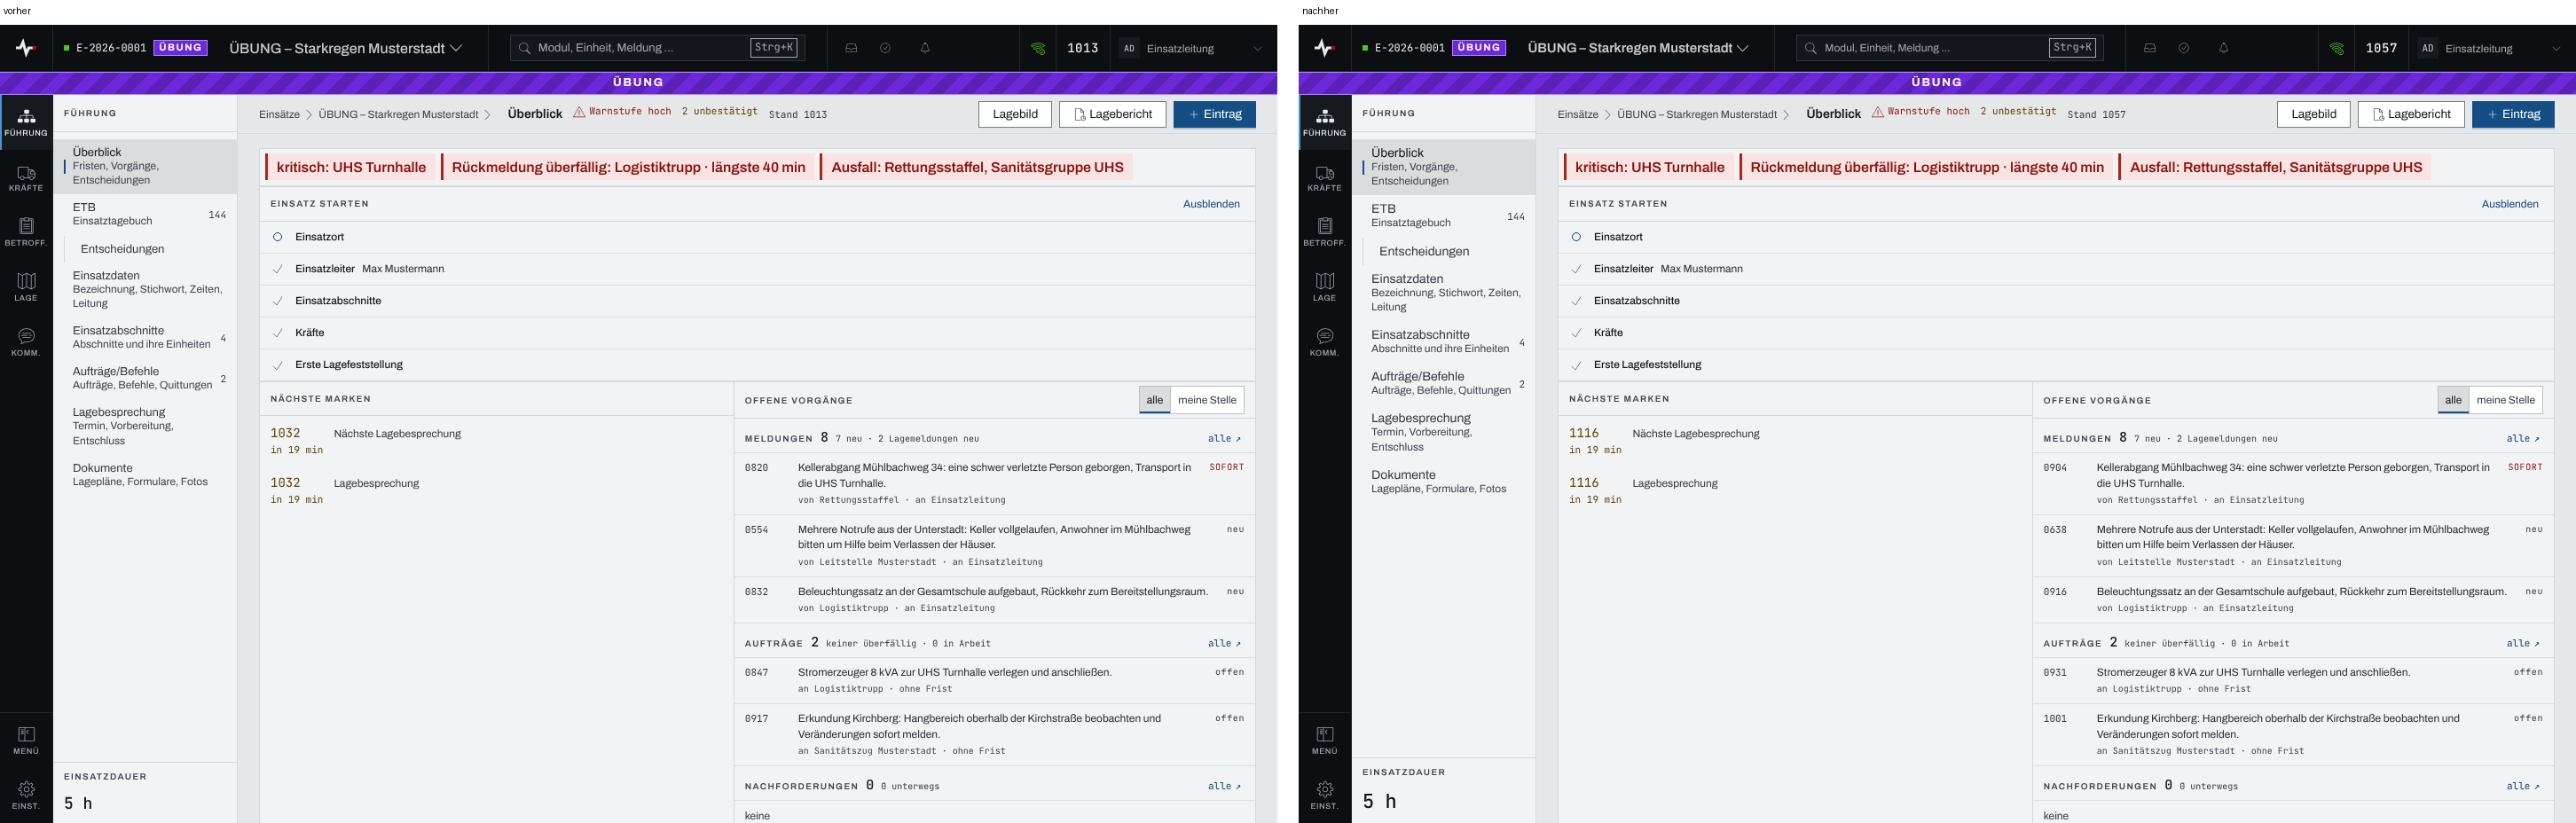 vorher
E-2026-0001 ÜBUNG ÜBUNG – Starkregen Musterstadt Modul, Einheit, Meldung ... Strg+K 1013 AD Einsatzleitung
ÜBUNG
FÜHRUNG
KRÄFTE
BETROFF.
LAGE
KOMM.
MENÜ
EINST.
FÜHRUNG
Überblick
Fristen, Vorgänge,
Entscheidungen
ETB
Einsatztagebuch 144
Entscheidungen
Einsatzdaten
Bezeichnung, Stichwort, Zeiten,
Leitung
Einsatzabschnitte
Abschnitte und ihre Einheiten 4
Aufträge/Befehle
Aufträge, Befehle, Quittungen 2
Lagebesprechung
Termin, Vorbereitung,
Entschluss
Dokumente
Lagepläne, Formulare, Fotos
EINSATZDAUER
5 h
Einsätze ÜBUNG – Starkregen Musterstadt Überblick Warnstufe hoch 2 unbestätigt Stand 1013 Lagebild Lagebericht + Eintrag
kritisch: UHS Turnhalle Rückmeldung überfällig: Logistiktrupp · längste 40 min Ausfall: Rettungsstaffel, Sanitätsgruppe UHS
EINSATZ STARTEN Ausblenden
Einsatzort
Einsatzleiter Max Mustermann
Einsatzabschnitte
Kräfte
Erste Lagefeststellung
NÄCHSTE MARKEN
1032 Nächste Lagebesprechung
in 19 min
1032 Lagebesprechung
in 19 min
OFFENE VORGÄNGE alle meine Stelle
MELDUNGEN 8 7 neu · 2 Lagemeldungen neu alle ↗
0820 Kellerabgang Mühlbachweg 34: eine schwer verletzte Person geborgen, Transport in SOFORT
die UHS Turnhalle.
von Rettungsstaffel · an Einsatzleitung
0554 Mehrere Notrufe aus der Unterstadt: Keller vollgelaufen, Anwohner im Mühlbachweg neu
bitten um Hilfe beim Verlassen der Häuser.
von Leitstelle Musterstadt · an Einsatzleitung
0832 Beleuchtungssatz an der Gesamtschule aufgebaut, Rückkehr zum Bereitstellungsraum. neu
von Logistiktrupp · an Einsatzleitung
AUFTRÄGE 2 keiner überfällig · 0 in Arbeit alle ↗
0847 Stromerzeuger 8 kVA zur UHS Turnhalle verlegen und anschließen. offen
an Logistiktrupp · ohne Frist
0917 Erkundung Kirchberg: Hangbereich oberhalb der Kirchstraße beobachten und offen
Veränderungen sofort melden.
an Sanitätszug Musterstadt · ohne Frist
NACHFORDERUNGEN 0 0 unterwegs alle ↗
keine
nachher
E-2026-0001 ÜBUNG ÜBUNG – Starkregen Musterstadt Modul, Einheit, Meldung ... Strg+K 1057 AD Einsatzleitung
ÜBUNG
FÜHRUNG
KRÄFTE
BETROFF.
LAGE
KOMM.
MENÜ
EINST.
FÜHRUNG
Überblick
Fristen, Vorgänge,
Entscheidungen
ETB
Einsatztagebuch 144
Entscheidungen
Einsatzdaten
Bezeichnung, Stichwort, Zeiten,
Leitung
Einsatzabschnitte
Abschnitte und ihre Einheiten 4
Aufträge/Befehle
Aufträge, Befehle, Quittungen 2
Lagebesprechung
Termin, Vorbereitung,
Entschluss
Dokumente
Lagepläne, Formulare, Fotos
EINSATZDAUER
5 h
Einsätze ÜBUNG – Starkregen Musterstadt Überblick Warnstufe hoch 2 unbestätigt Stand 1057 Lagebild Lagebericht + Eintrag
kritisch: UHS Turnhalle Rückmeldung überfällig: Logistiktrupp · längste 40 min Ausfall: Rettungsstaffel, Sanitätsgruppe UHS
EINSATZ STARTEN Ausblenden
Einsatzort
Einsatzleiter Max Mustermann
Einsatzabschnitte
Kräfte
Erste Lagefeststellung
NÄCHSTE MARKEN
1116 Nächste Lagebesprechung
in 19 min
1116 Lagebesprechung
in 19 min
OFFENE VORGÄNGE alle meine Stelle
MELDUNGEN 8 7 neu · 2 Lagemeldungen neu alle ↗
0904 Kellerabgang Mühlbachweg 34: eine schwer verletzte Person geborgen, Transport in SOFORT
die UHS Turnhalle.
von Rettungsstaffel · an Einsatzleitung
0638 Mehrere Notrufe aus der Unterstadt: Keller vollgelaufen, Anwohner im Mühlbachweg neu
bitten um Hilfe beim Verlassen der Häuser.
von Leitstelle Musterstadt · an Einsatzleitung
0916 Beleuchtungssatz an der Gesamtschule aufgebaut, Rückkehr zum Bereitstellungsraum. neu
von Logistiktrupp · an Einsatzleitung
AUFTRÄGE 2 keiner überfällig · 0 in Arbeit alle ↗
0931 Stromerzeuger 8 kVA zur UHS Turnhalle verlegen und anschließen. offen
an Logistiktrupp · ohne Frist
1001 Erkundung Kirchberg: Hangbereich oberhalb der Kirchstraße beobachten und offen
Veränderungen sofort melden.
an Sanitätszug Musterstadt · ohne Frist
NACHFORDERUNGEN 0 0 unterwegs alle ↗
keine